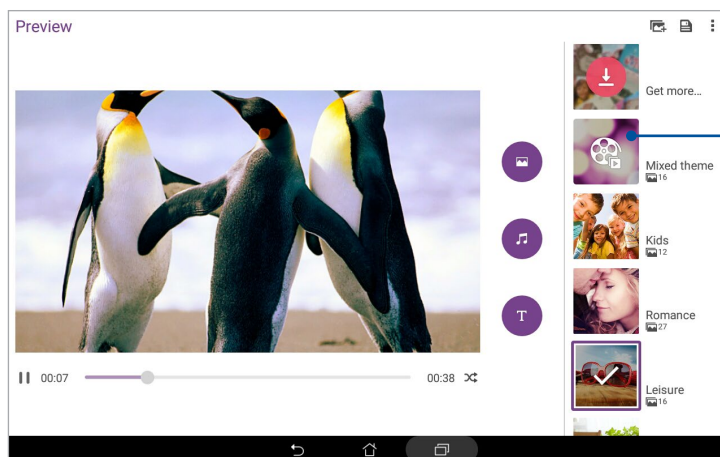 Preview
Get more...
Mixed theme
16
Kids
12
T
Romance
27
00:07
00:38
Leisure
16